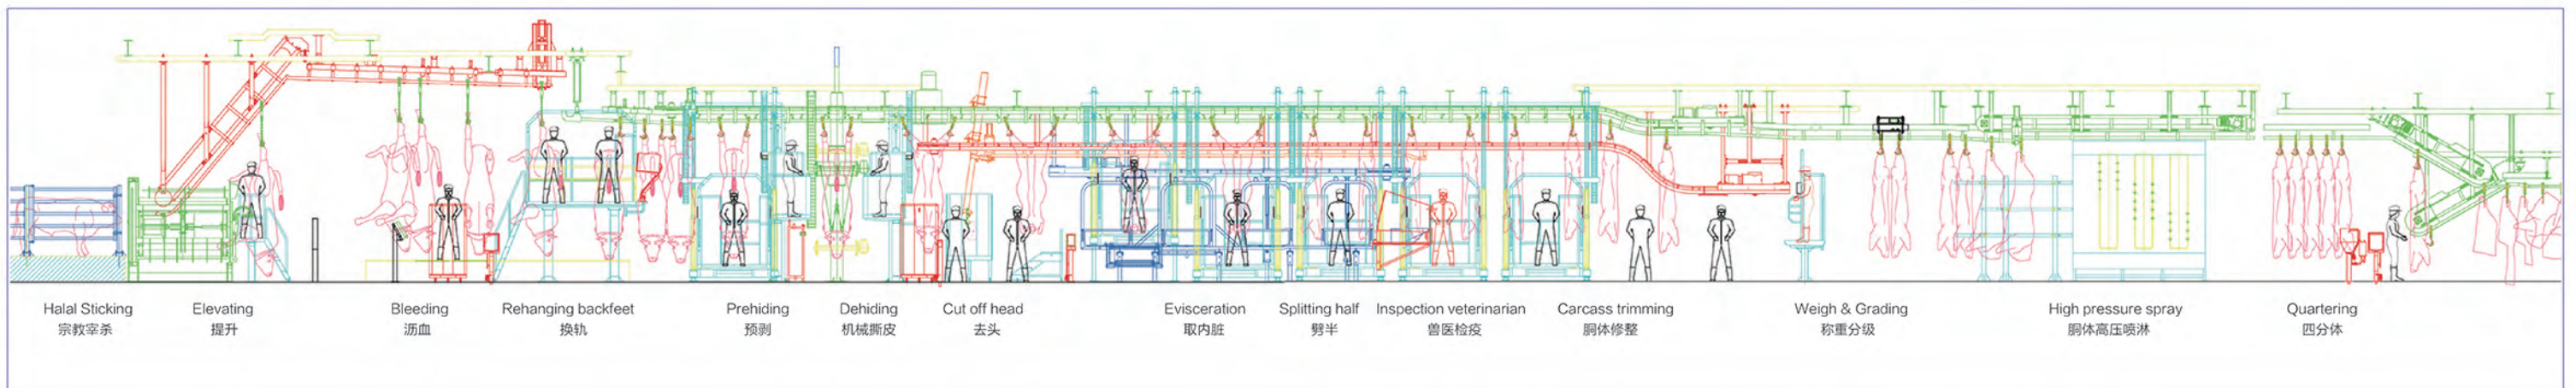 Halal Sticking
宗教宰杀
Elevating
提升
Bleeding
沥血
Rehanging backfeet
换轨
Prehiding
预剥
Dehiding
机械撕皮
Cut off head
去头
Evisceration
取内脏
Splitting half
劈半
Inspection veterinarian
兽医检疫
Carcass trimming
胴体修整
Weigh & Grading
称重分级
High pressure spray
胴体高压喷淋
Quartering
四分体